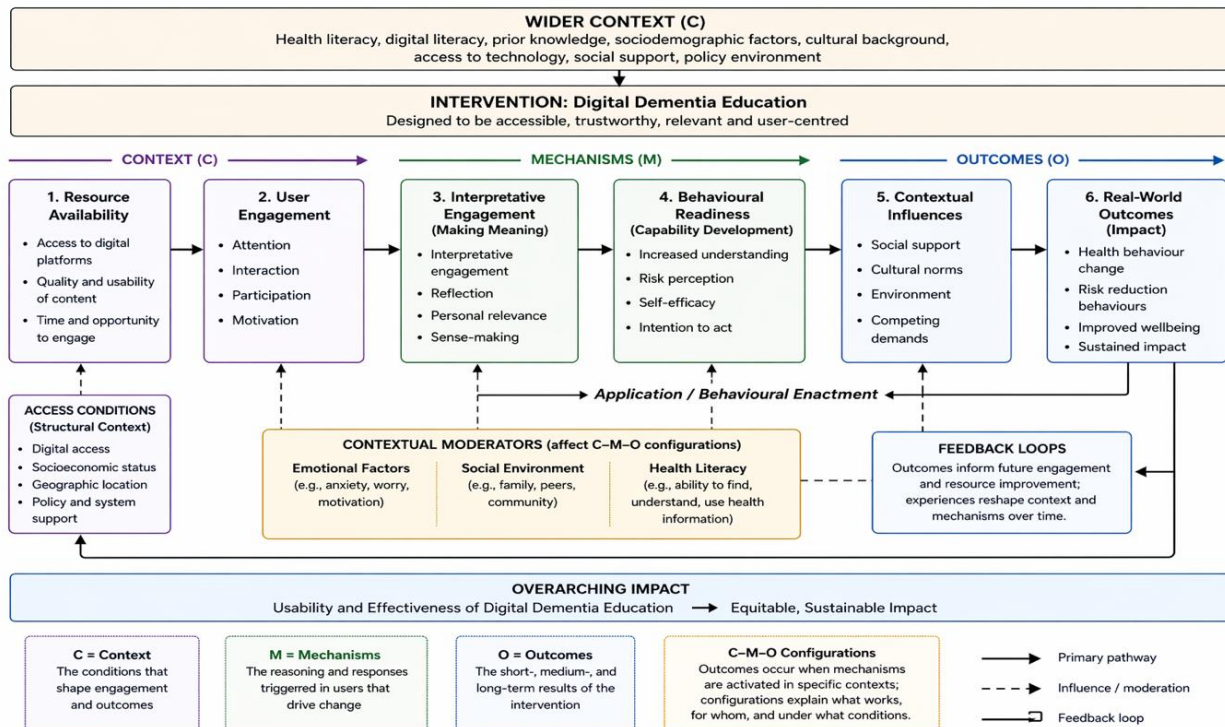 WIDER CONTEXT (C)
Health literacy, digital literacy, prior knowledge, sociodemographic factors, cultural background,
access to technology, social support, policy environment
INTERVENTION: Digital Dementia Education
Designed to be accessible, trustworthy, relevant and user-centred
CONTEXT (C)
MECHANISMS (M)
OUTCOMES (O)
1. Resource
Availability
• Access to digital
platforms
• Quality and usability
of content
• Time and opportunity
to engage
2. User
Engagement
• Attention
• Interaction
• Participation
• Motivation
3. Interpretative
Engagement
(Making Meaning)
• Interpretative
engagement
• Reflection
• Personal relevance
• Sense-making
4. Behavioural
Readiness
(Capability Development)
• Increased understanding
• Risk perception
• Self-efficacy
• Intention to act
5. Contextual
Influences
• Social support
• Cultural norms
• Environment
• Competing
demands
6. Real-World
Outcomes
(Impact)
• Health behaviour
change
• Risk reduction
behaviours
• Improved wellbeing
• Sustained impact
Application / Behavioural Enactment
ACCESS CONDITIONS
(Structural Context)
• Digital access
• Socioeconomic status
• Geographic location
• Policy and system
support
CONTEXTUAL MODERATORS (affect C–M–O configurations)
Emotional Factors
(e.g., anxiety, worry,
motivation)
Social Environment
(e.g., family, peers,
community)
Health Literacy
(e.g., ability to find,
understand, use health
information)
FEEDBACK LOOPS
Outcomes inform future engagement
and resource improvement;
experiences reshape context and
mechanisms over time.
OVERARCHING IMPACT
Usability and Effectiveness of Digital Dementia Education → Equitable, Sustainable Impact
C = Context
The conditions that
shape engagement
and outcomes
M = Mechanisms
The reasoning and responses
triggerred in users that
drive change
O = Outcomes
The short-, medium-, and
long-term results of the
intervention
C–M–O Configurations
Outcomes occur when mechanisms
are activated in specific contexts;
configurations explain what works,
for whom, and under what conditions.
Primary pathway
Influence / moderation
Feedback loop